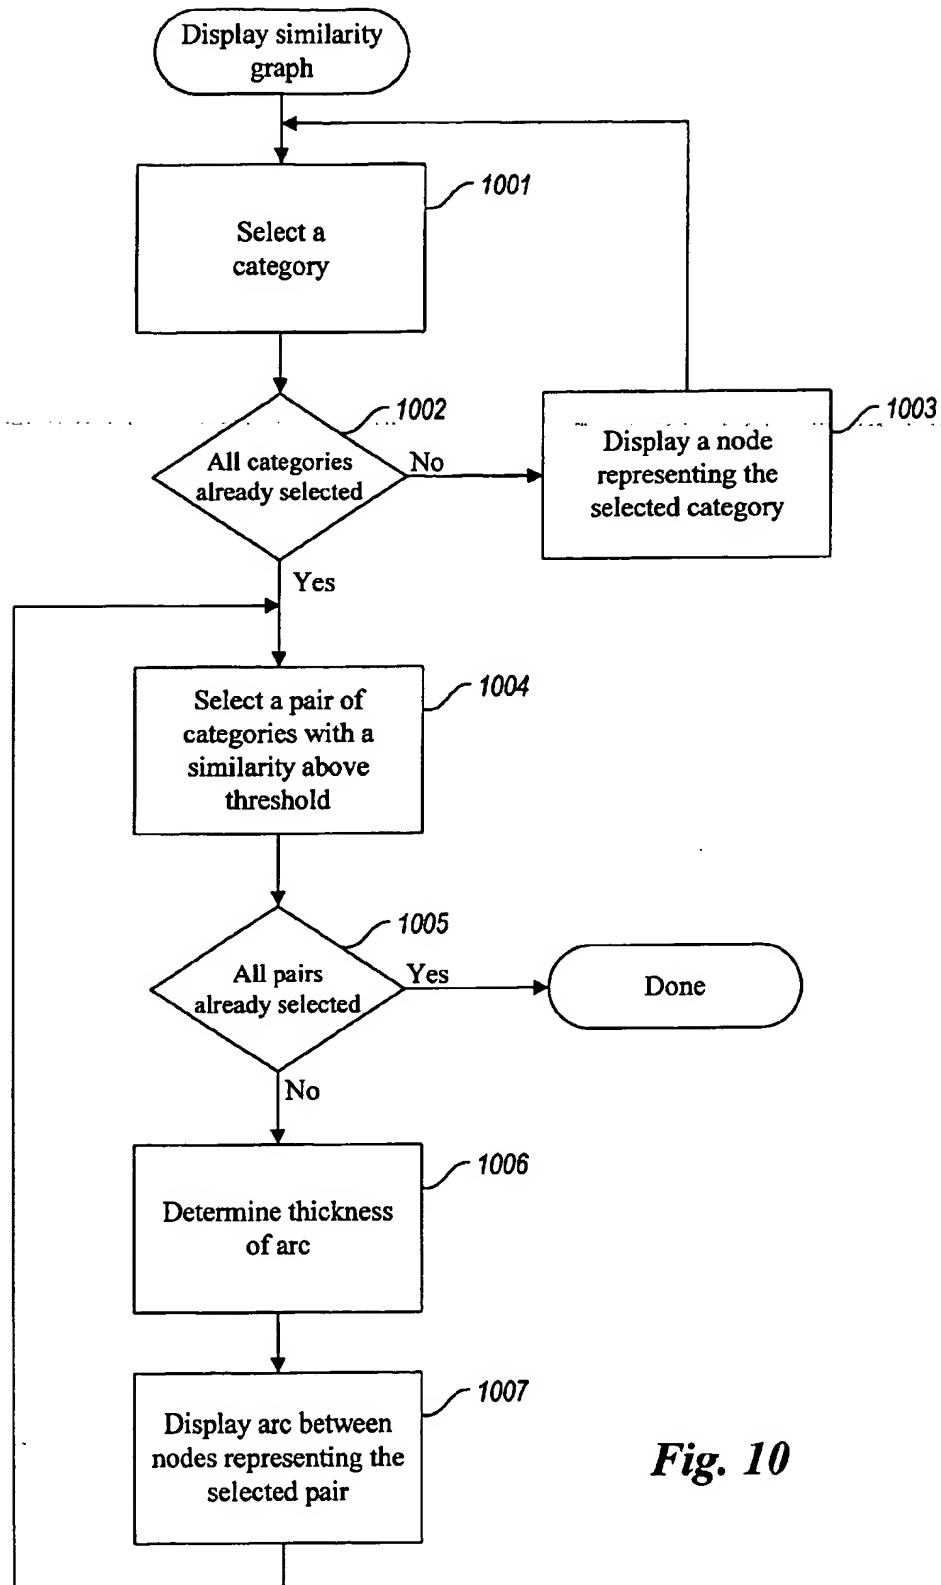 Display similarity
graph
1001
Select a
category
1002
All categories
already selected
No
1003
Display a node
representing the
selected category
Yes
1004
Select a pair of
categories with a
similarity above
threshold
1005
All pairs
already selected
Yes
Done
No
1006
Determine thickness
of arc
1007
Display arc between
nodes representing the
selected pair
Fig. 10